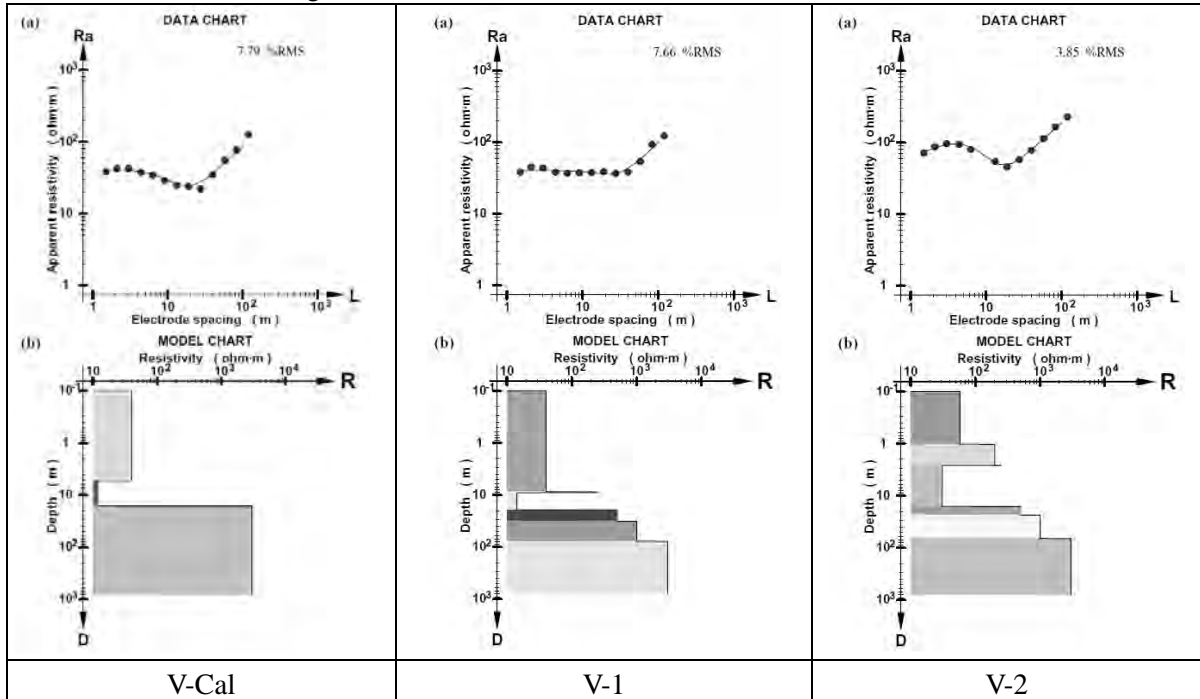 (a) DATA CHART
Ra
7.79 %RMS
10³
10²
10
1
Apparent resistivity ( ohm·m )
1 10 10² 10³ L
Electrode spacing ( m )
(b) MODEL CHART
Resistivity ( ohm·m )
10 10² 10³ 10⁴ R
10⁻¹
1
10
10²
10³
Depth ( m )
D
V-Cal
(a) DATA CHART
Ra
7.66 %RMS
10³
10²
10
1
Apparent resistivity ( ohm·m )
1 10 10² 10³ L
Electrode spacing ( m )
(b) MODEL CHART
Resistivity ( ohm·m )
10 10² 10³ 10⁴ R
10⁻¹
1
10
10²
10³
Depth ( m )
D
V-1
(a) DATA CHART
Ra
3.85 %RMS
10³
10²
10
1
Apparent resistivity ( ohm·m )
1 10 10² 10³ L
Electrode spacing ( m )
(b) MODEL CHART
Resistivity ( ohm·m )
10 10² 10³ 10⁴ R
10⁻¹
1
10
10²
10³
Depth ( m )
D
V-2